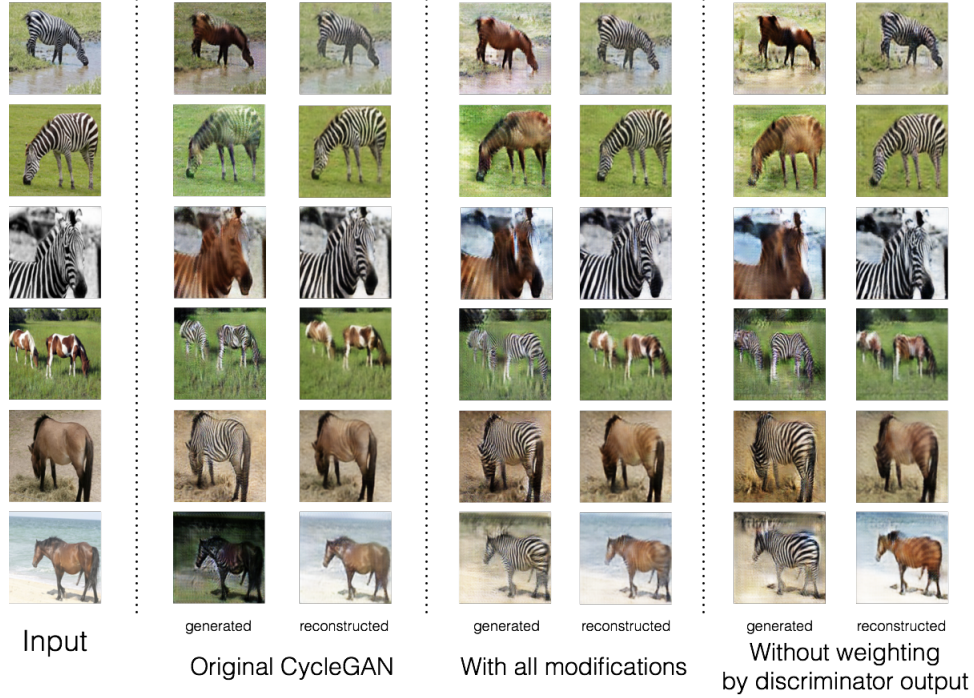 Input
generated
reconstructed
Original CycleGAN
generated
reconstructed
With all modifications
generated
reconstructed
Without weighting
by discriminator output